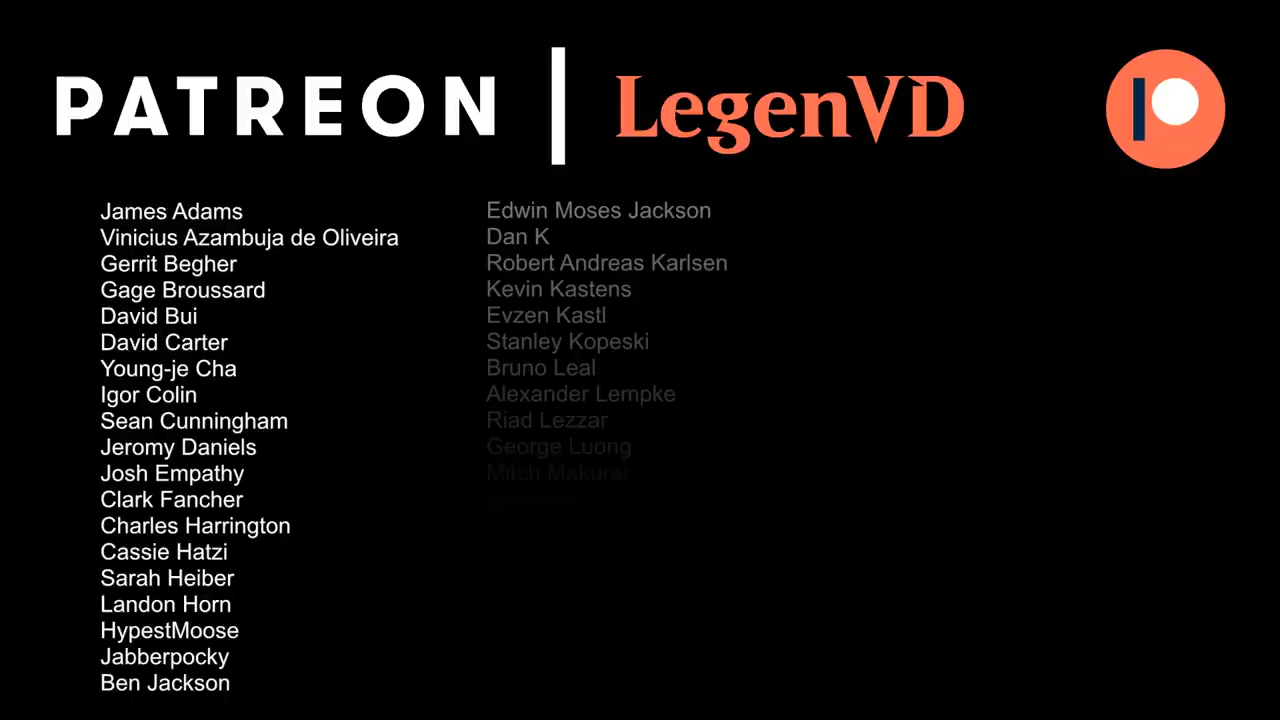 PATREON | LegenVD
James Adams
Vinicius Azambuja de Oliveira
Gerrit Begher
Gage Broussard
David Bui
David Carter
Young-je Cha
Igor Colin
Sean Cunningham
Jeromy Daniels
Josh Empathy
Clark Fancher
Charles Harrington
Cassie Hatzi
Sarah Heiber
Landon Horn
HypestMoose
Jabberpocky
Ben Jackson
Edwin Moses Jackson
Dan K
Robert Andreas Karlsen
Kevin Kastens
Evzen Kastl
Stanley Kopeski
Bruno Leal
Alexander Lempke
Riad Lezzar
George Luong
Mitch Makurat